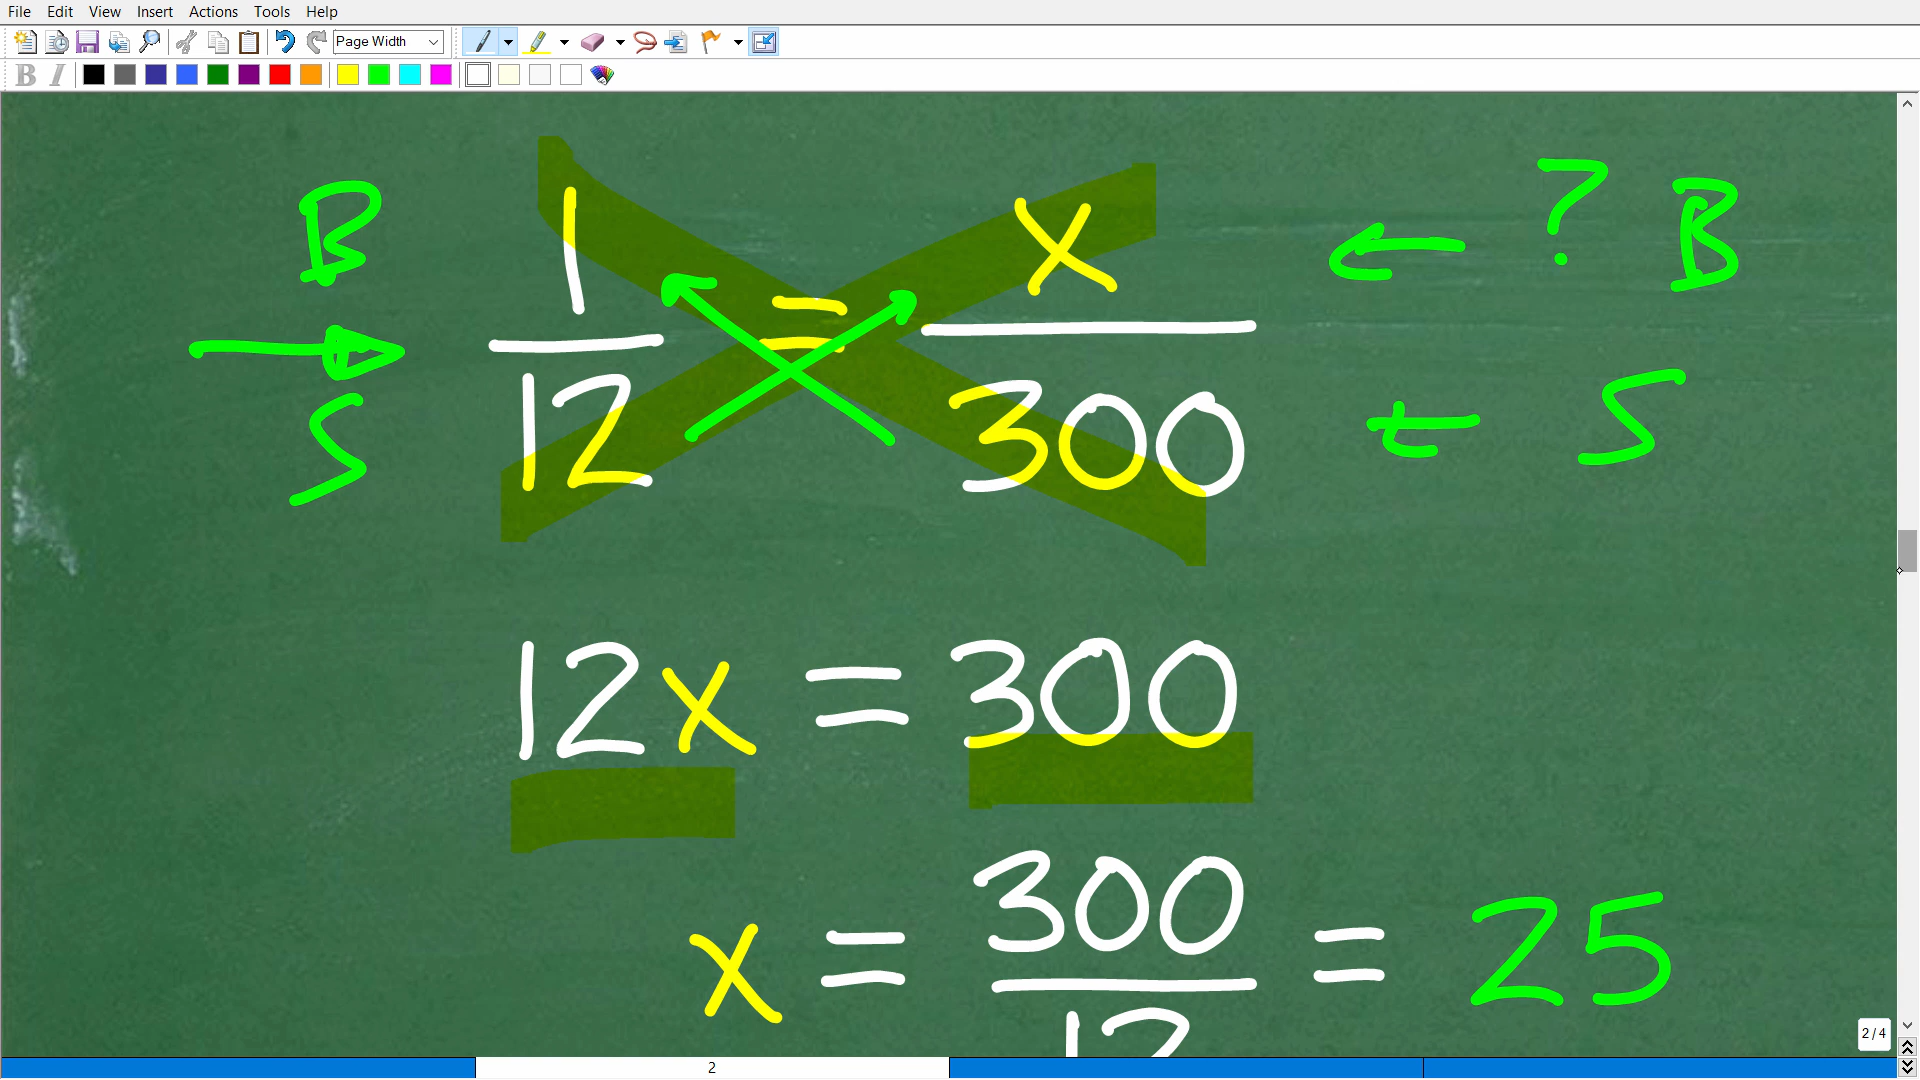 File Edit View Insert Actions Tools Help
Page Width
B I
B 1 = x ? B
S 12 300 S
12x = 300
x = 300 = 25
12
2/4
2